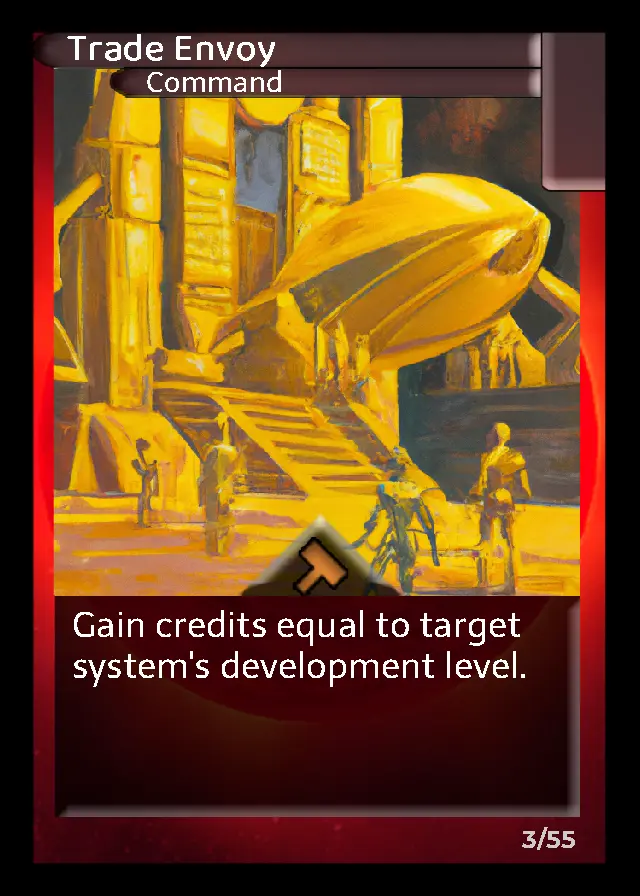 Trade Envoy
Command
Gain credits equal to target
system's development level.
3/55